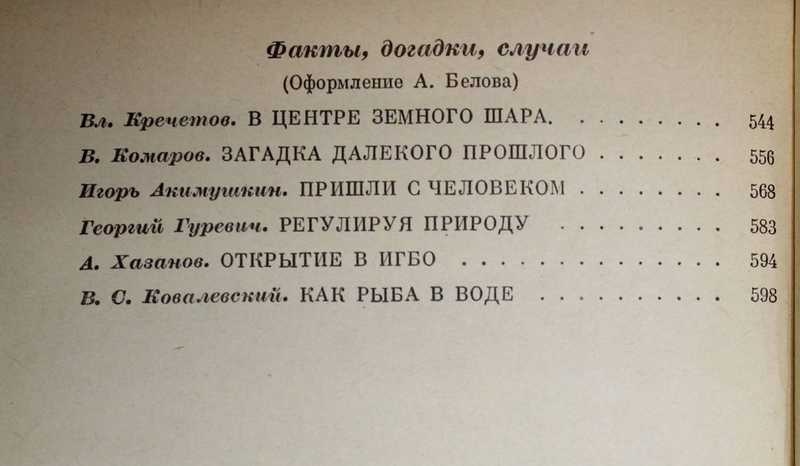 Факты, догадки, случаи
(Оформление А. Белова)
Вл. Кречетов. В ЦЕНТРЕ ЗЕМНОГО ШАРА. . . . . . . . . 544
В. Комаров. ЗАГАДКА ДАЛЕКОГО ПРОШЛОГО . . . . . . . 556
Игорь Акимушкин. ПРИШЛИ С ЧЕЛОВЕКОМ . . . . . . . . 568
Георгий Гуревич. РЕГУЛИРУЯ ПРИРОДУ . . . . . . . . . 583
А. Хазанов. ОТКРЫТИЕ В ИГБО . . . . . . . . . . . . . . 594
В. С. Ковалевский. КАК РЫБА В ВОДЕ . . . . . . . . . . 598